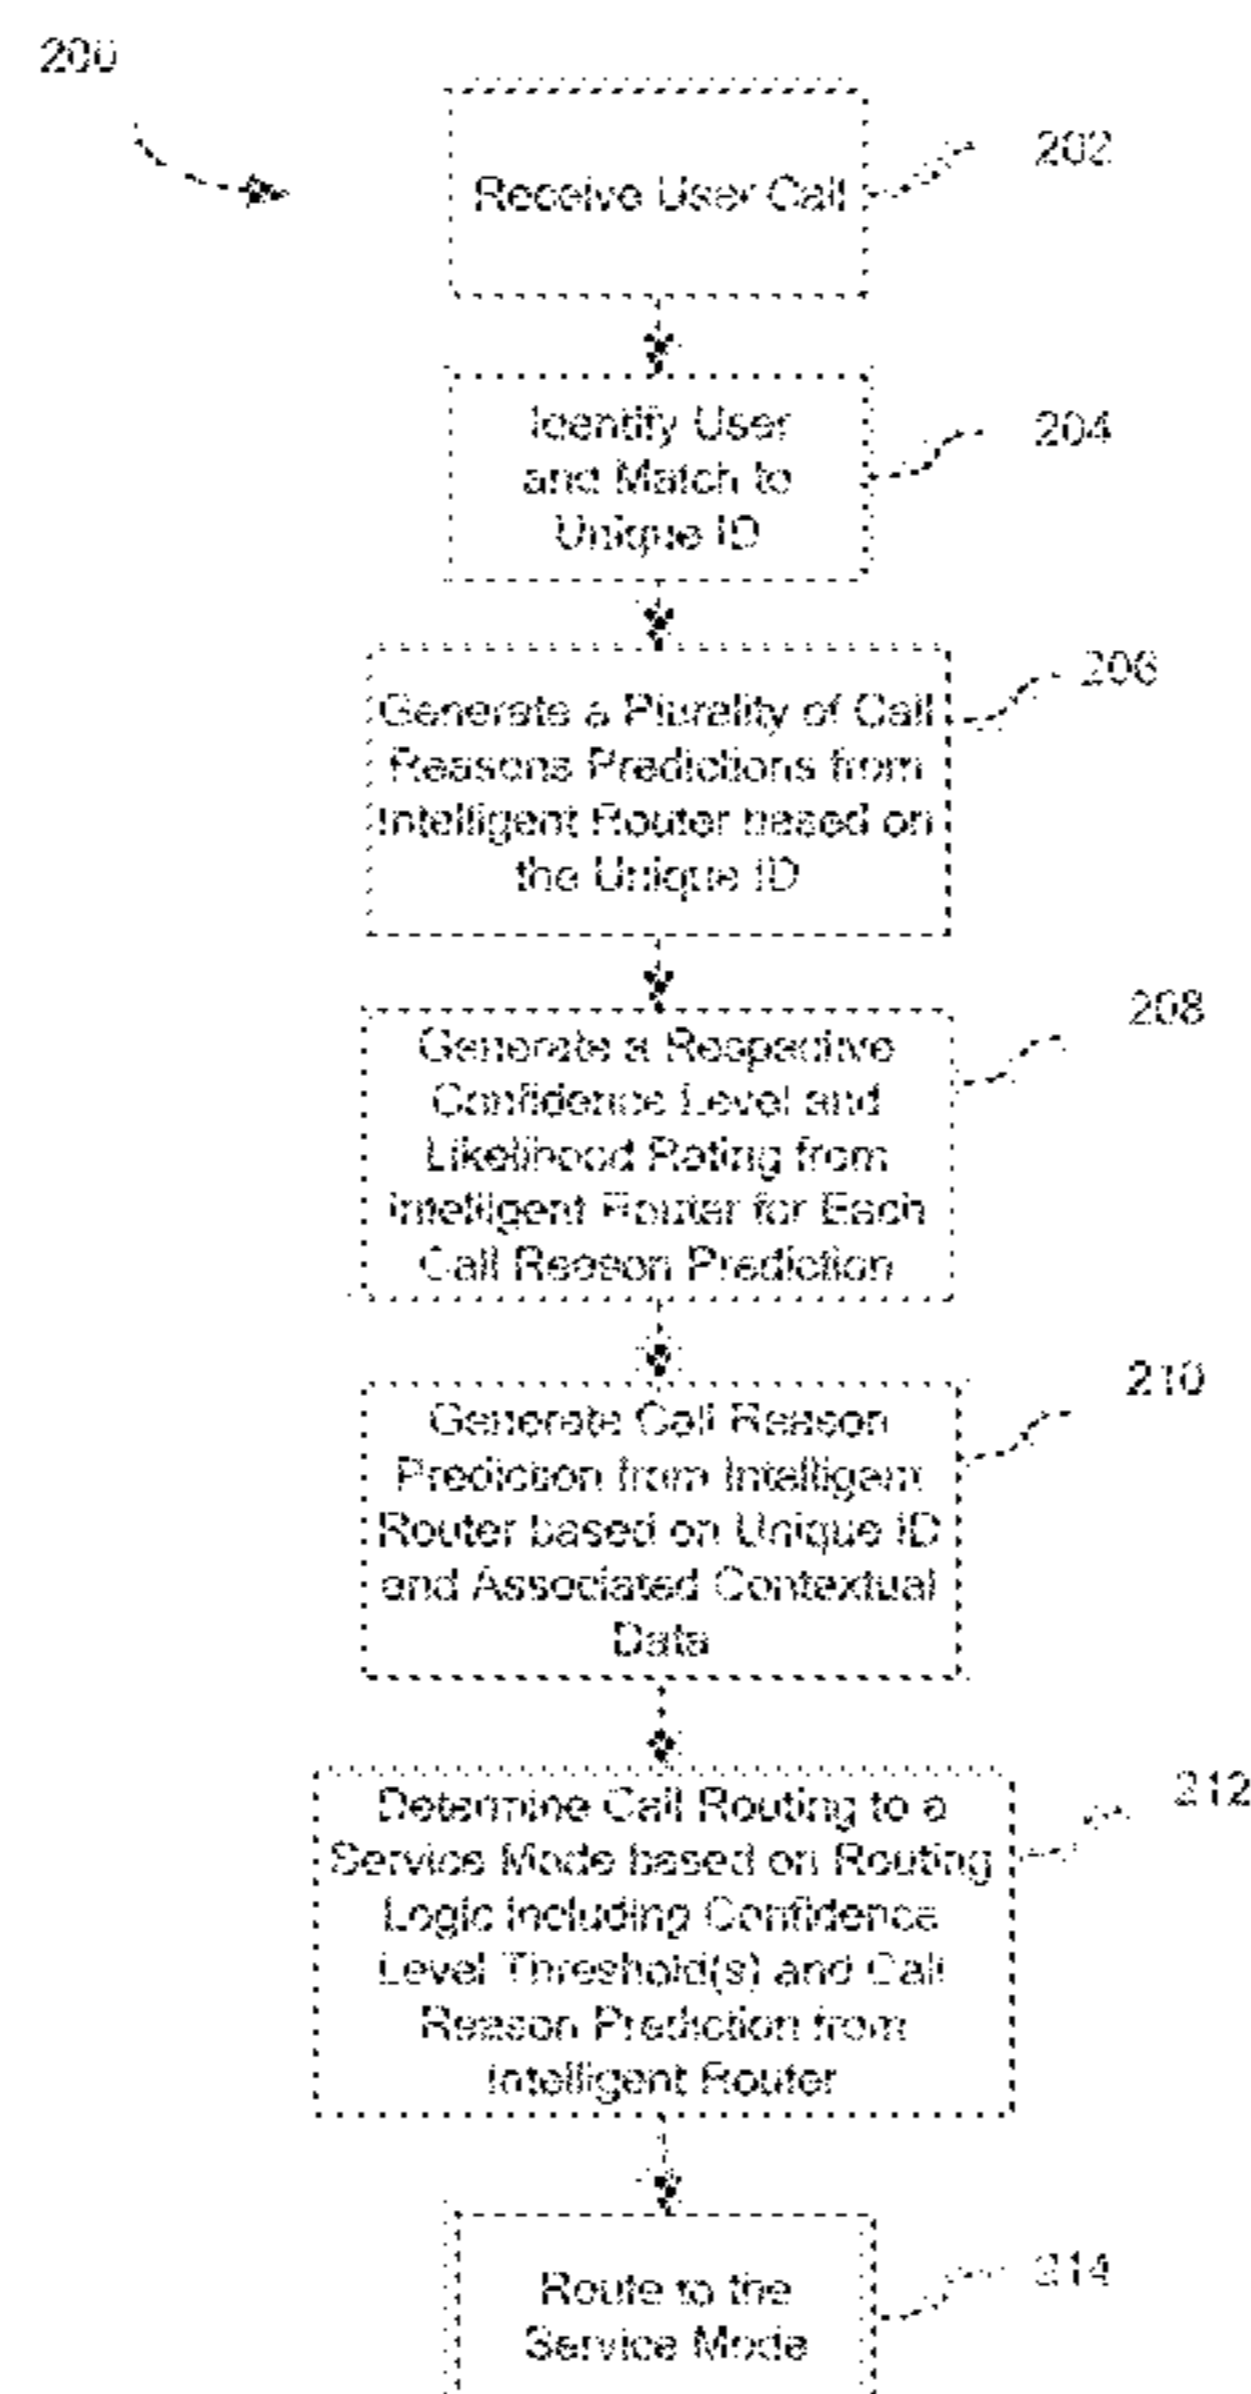 200
Receive User Call
202
Identify User
and Match to
Unique ID
204
Generate a Plurality of Call
Reasons Predictions from
Intelligent Router based on
the Unique ID
206
Generate a Respective
Confidence Level and
Likelihood Rating from
Intelligent Router for Each
Call Reason Prediction
208
Generate Call Reason
Prediction from Intelligent
Router based on Unique ID
and Associated Contextual
Data
210
Determine Call Routing to a
Service Mode based on Routing
Logic Including Confidence
Level Threshold(s) and Call
Reason Prediction from
Intelligent Router
212
Route to the
Service Mode
214